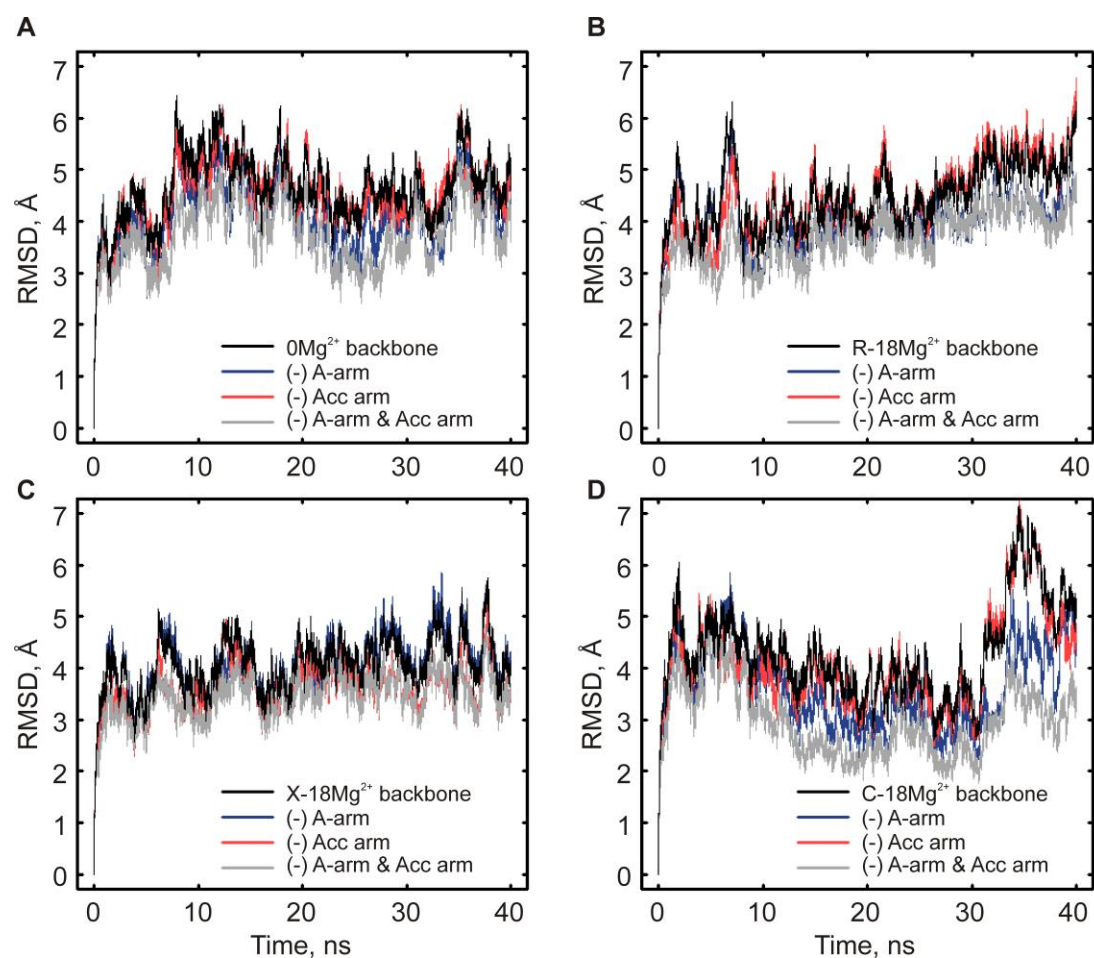 A
B
7
6
5
4
3
2
1
0
RMSD, Å
0Mg²⁺ backbone
(-) A-arm
(-) Acc arm
(-) A-arm & Acc arm
0 10 20 30 40
7
6
5
4
3
2
1
0
RMSD, Å
R-18Mg²⁺ backbone
(-) A-arm
(-) Acc arm
(-) A-arm & Acc arm
0 10 20 30 40
C
D
7
6
5
4
3
2
1
0
RMSD, Å
X-18Mg²⁺ backbone
(-) A-arm
(-) Acc arm
(-) A-arm & Acc arm
0 10 20 30 40
Time, ns
7
6
5
4
3
2
1
0
RMSD, Å
C-18Mg²⁺ backbone
(-) A-arm
(-) Acc arm
(-) A-arm & Acc arm
0 10 20 30 40
Time, ns